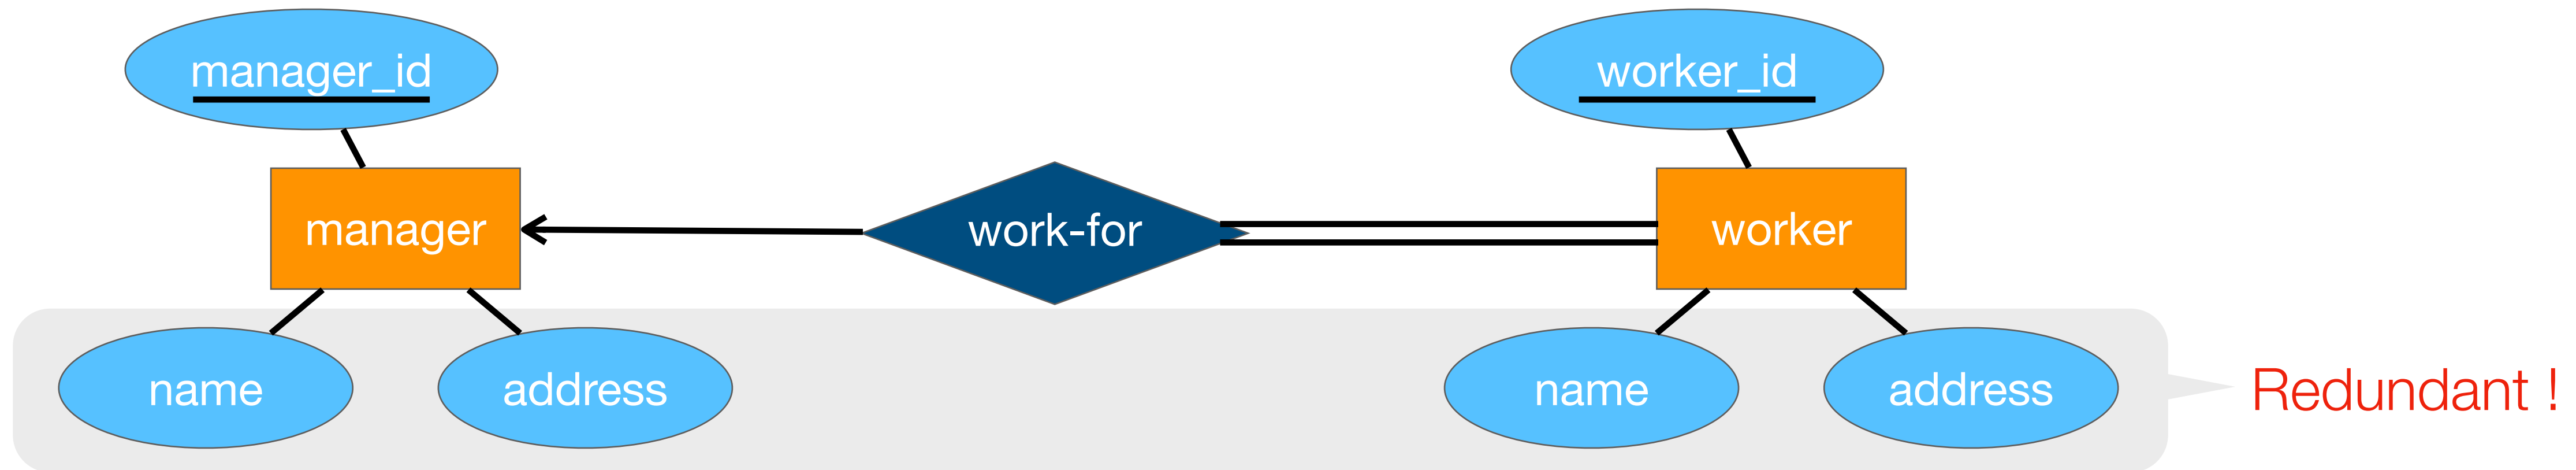 manager_id
worker_id
manager
work-for
worker
name
address
name
address
Redundant !